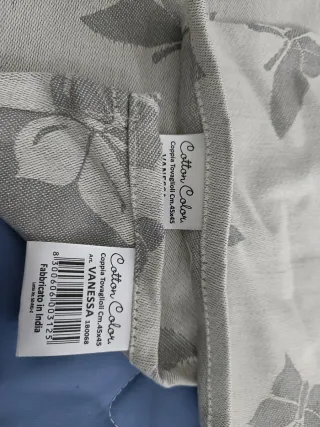 Cotton Color
Coppia Tovaglioli Cm.45x45
VANESSA
Cotton Color
Coppia Tovaglioli Cm.45x45
Art. VANESSA 180068
8300606003125
Fabbricato in India